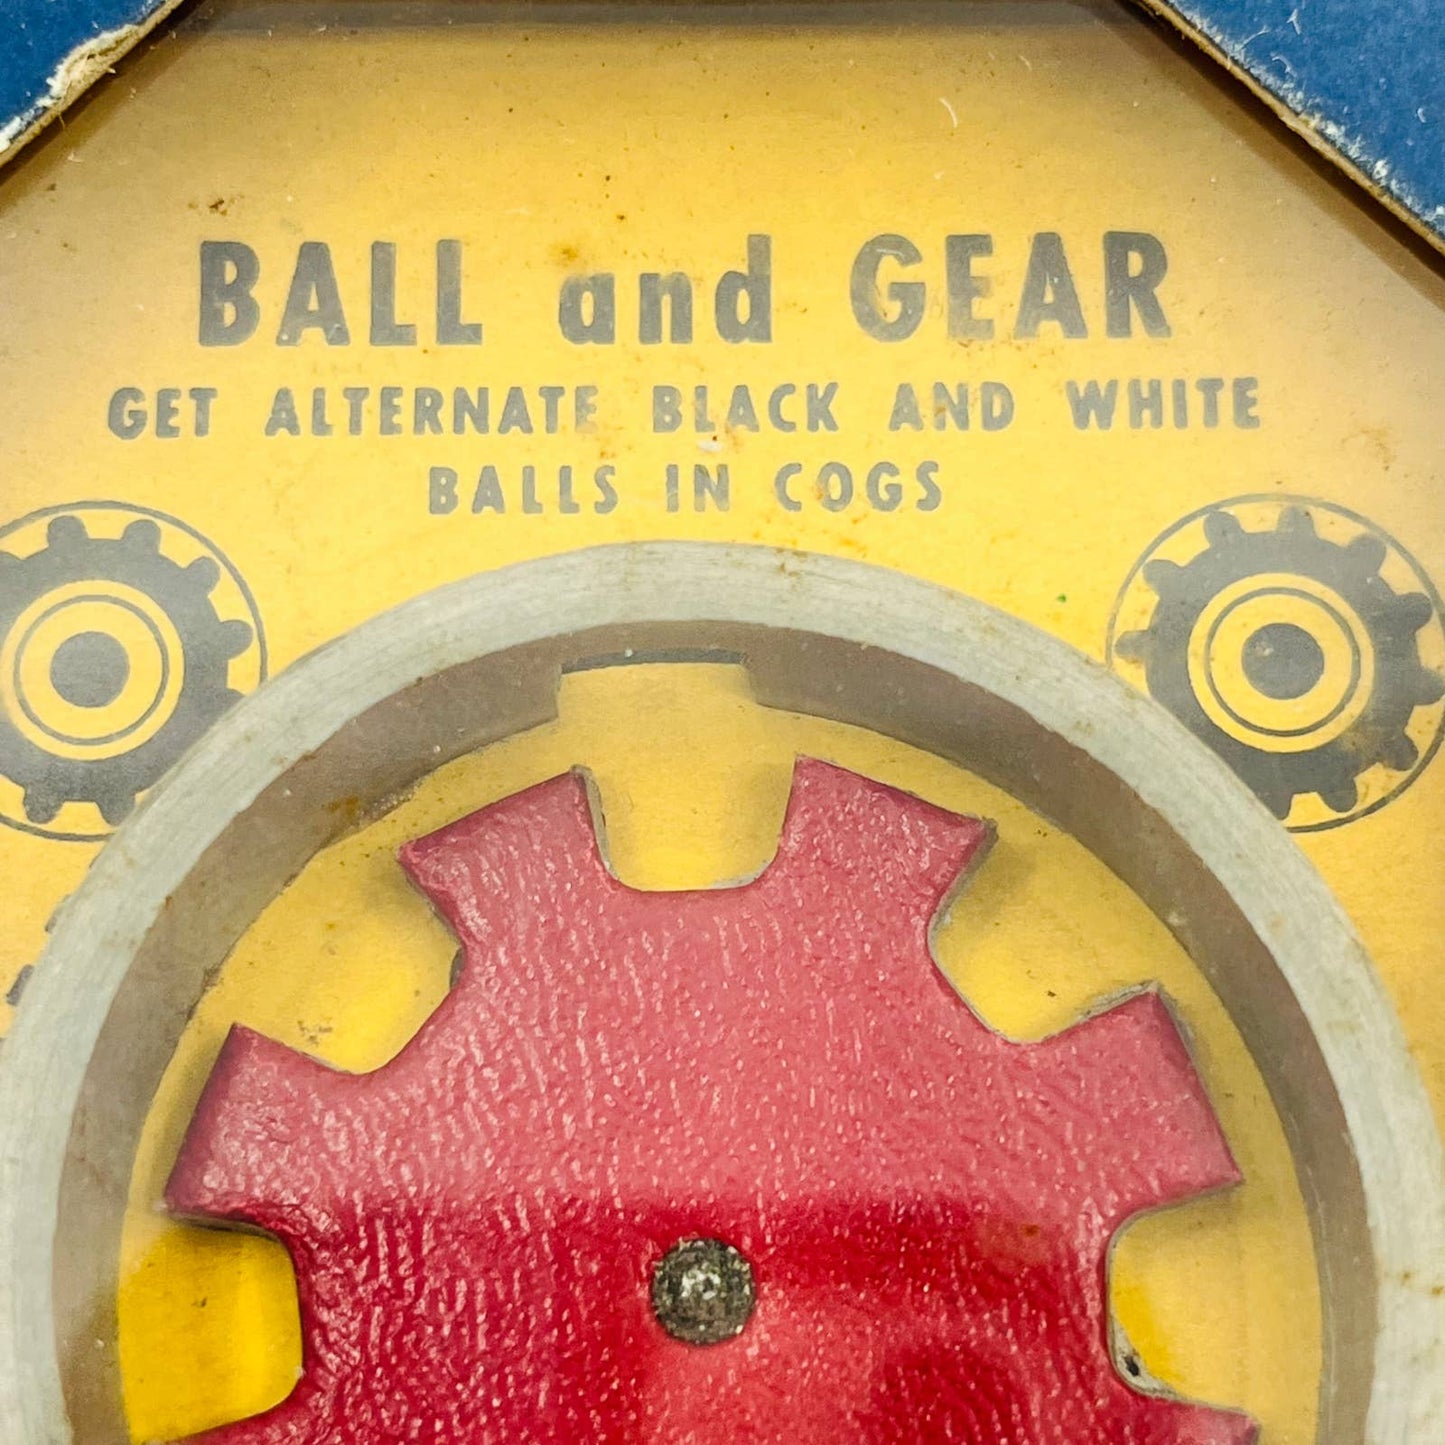 BALL and GEAR
GET ALTERNATE BLACK AND WHITE
BALLS IN COGS